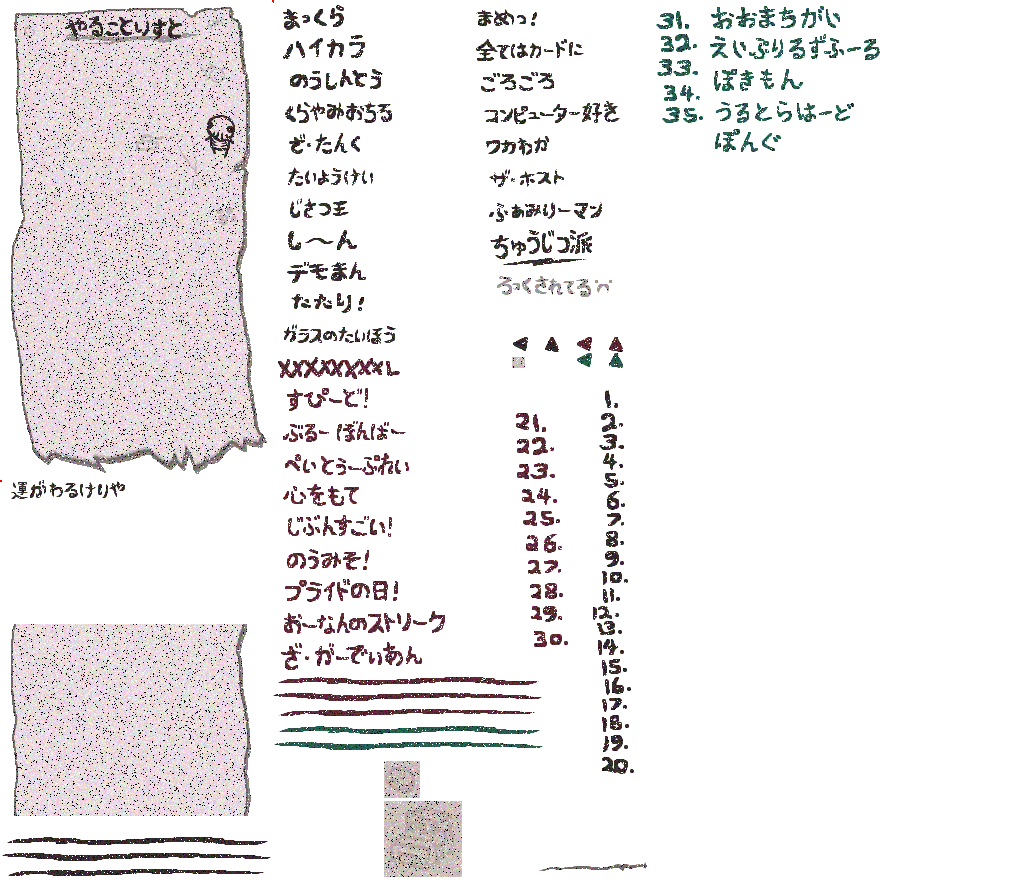 やることりすと
運がわるけりゃ
まっくら
ハイカラ
のうしんとう
くらやみおちる
ざ・たんく
たいようけい
じさつ王
し〜ん
デモまん
たたり!
ガラスのたいほう
XXXXXXXXL
すぴーど!
ぶるーぼんばー
ぺいとぅーぷれい
心をもて
じぶんすごい!
のうみそ!
プライドの日!
おーなんのストリーク
ざ・がーでぃあん
まめっ!
全てはカードに
ごろごろ
コンピューター好き
ワカわか
ザ・ホスト
ふぁみりーマン
ちゅうじつ派
ろっくされてる
21.
22.
23.
24.
25.
26.
27.
28.
29.
30.
1.
2.
3.
4.
5.
6.
7.
8.
9.
10.
11.
12.
13.
14.
15.
16.
17.
18.
19.
20.
31.
32.
33.
34.
35.
おおまちがい
えいぷりるずふーる
ぽきもん
うるとらはーど
ぽんぐ